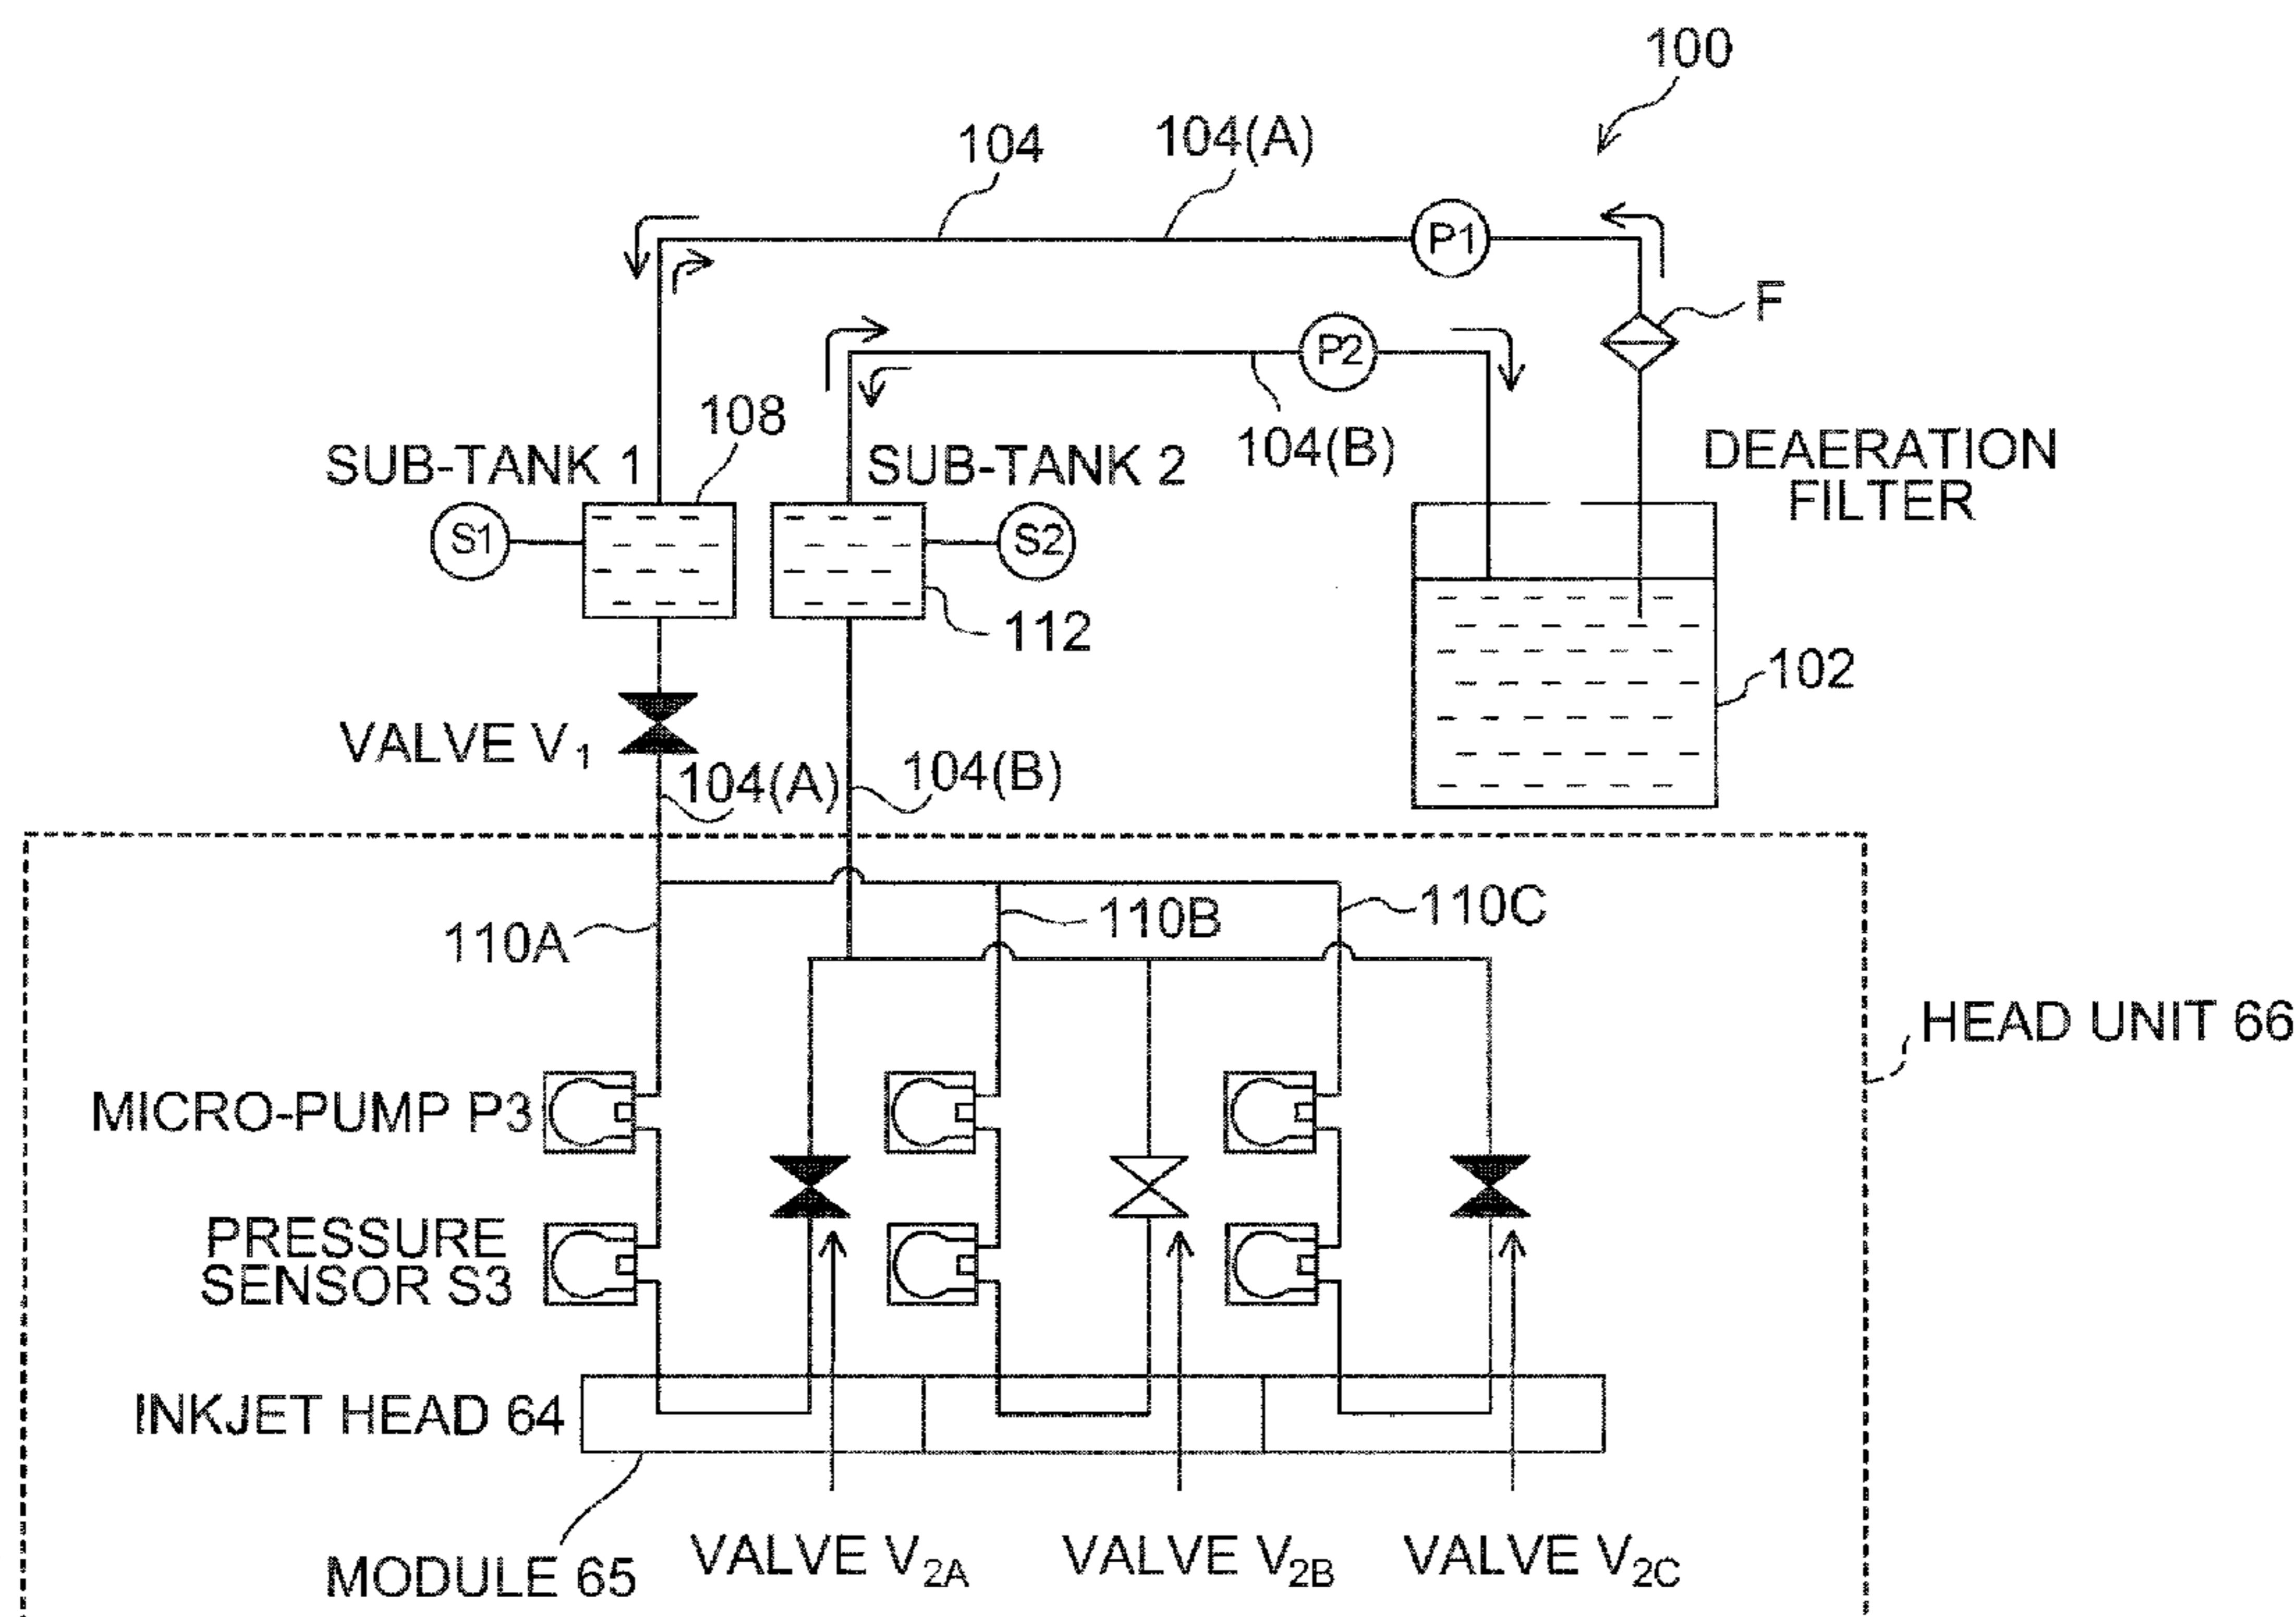 100
104
104(A)
P1
F
P2
104(B)
108
SUB-TANK 1
SUB-TANK 2
DEAERATION
FILTER
S1
S2
112
102
VALVE V1
104(A)
104(B)
110A
110B
110C
HEAD UNIT 66
MICRO-PUMP P3
PRESSURE
SENSOR S3
INKJET HEAD 64
MODULE 65
VALVE V2A
VALVE V2B
VALVE V2C